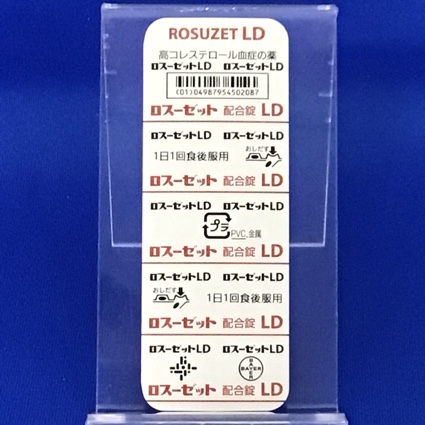 ROSUZET LD
高コレステロール血症の薬
ロスーゼットLD ロスーゼットLD
(01)04987954502087
ロスーゼット 配合錠 LD
ロスーゼットLD ロスーゼットLD
1日1回食後服用 おしだす
ロスーゼット 配合錠 LD
ロスーゼットLD ロスーゼットLD
プラ PVC,金属
ロスーゼット 配合錠 LD
ロスーゼットLD ロスーゼットLD
おしだす 1日1回食後服用
ロスーゼット 配合錠 LD
ロスーゼットLD ロスーゼットLD
BAYER
BAYER
ロスーゼット 配合錠 LD